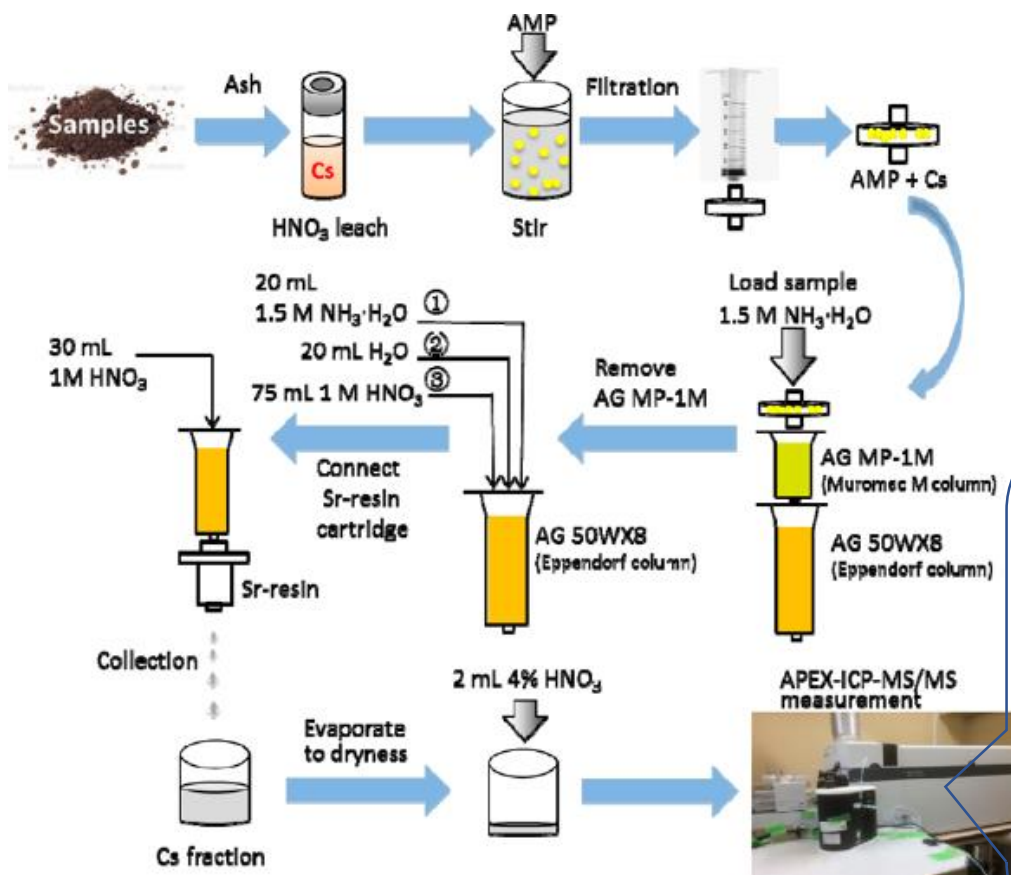 AMP
Ash
Filtration
Samples
Cs
AMP + Cs
HNO₃ leach
Stir
20 mL
1.5 M NH₃·H₂O ①
Load sample
1.5 M NH₃·H₂O
30 mL
1M HNO₃
20 mL H₂O ②
75 mL 1 M HNO₃ ③
Remove
AG MP-1M
AG MP-1M
(Muromec M column)
Connect
Sr-resin
cartridge
AG 50WX8
(Eppendorf column)
AG 50WX8
(Eppendorf column)
Sr-resin
Collection
2 mL 4% HNO₃
APEX-ICP-MS/MS
measurement
Evaporate
to dryness
Cs fraction